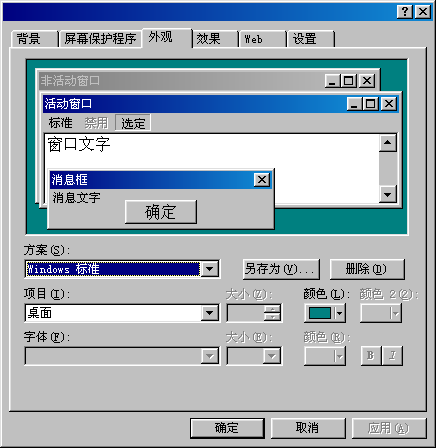 背景 屏幕保护程序 外观 效果 Web 设置
非活动窗口
活动窗口
标准 禁用 选定
窗口文字
消息框
消息文字
确定
方案(S):
Windows 标准 另存为(V)... 删除(D)
项目(I): 大小(Z): 颜色(L): 颜色 2(2):
桌面
字体(F): 大小(E): 颜色(R):
B I
确定 取消 应用(A)